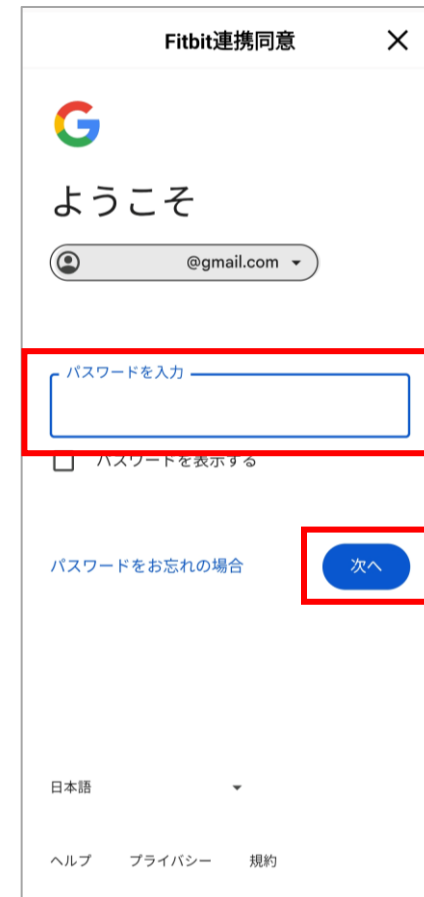 Fitbit連携同意
ようこそ
@gmail.com
パスワードを入力
パスワードを表示する
パスワードをお忘れの場合
次へ
日本語
ヘルプ プライバシー 規約